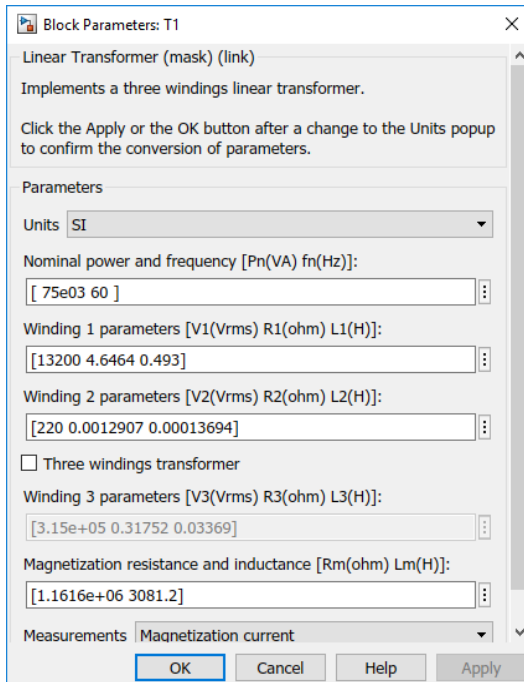 Block Parameters: T1
Linear Transformer (mask) (link)
Implements a three windings linear transformer.
Click the Apply or the OK button after a change to the Units popup
to confirm the conversion of parameters.
Parameters
Units SI
Nominal power and frequency [Pn(VA) fn(Hz)]:
[ 75e03 60 ]
Winding 1 parameters [V1(Vrms) R1(ohm) L1(H)]:
[13200 4.6464 0.493]
Winding 2 parameters [V2(Vrms) R2(ohm) L2(H)]:
[220 0.0012907 0.00013694]
Three windings transformer
Winding 3 parameters [V3(Vrms) R3(ohm) L3(H)]:
[3.15e+05 0.31752 0.03369]
Magnetization resistance and inductance [Rm(ohm) Lm(H)]:
[1.1616e+06 3081.2]
Measurements Magnetization current
OK Cancel Help Apply